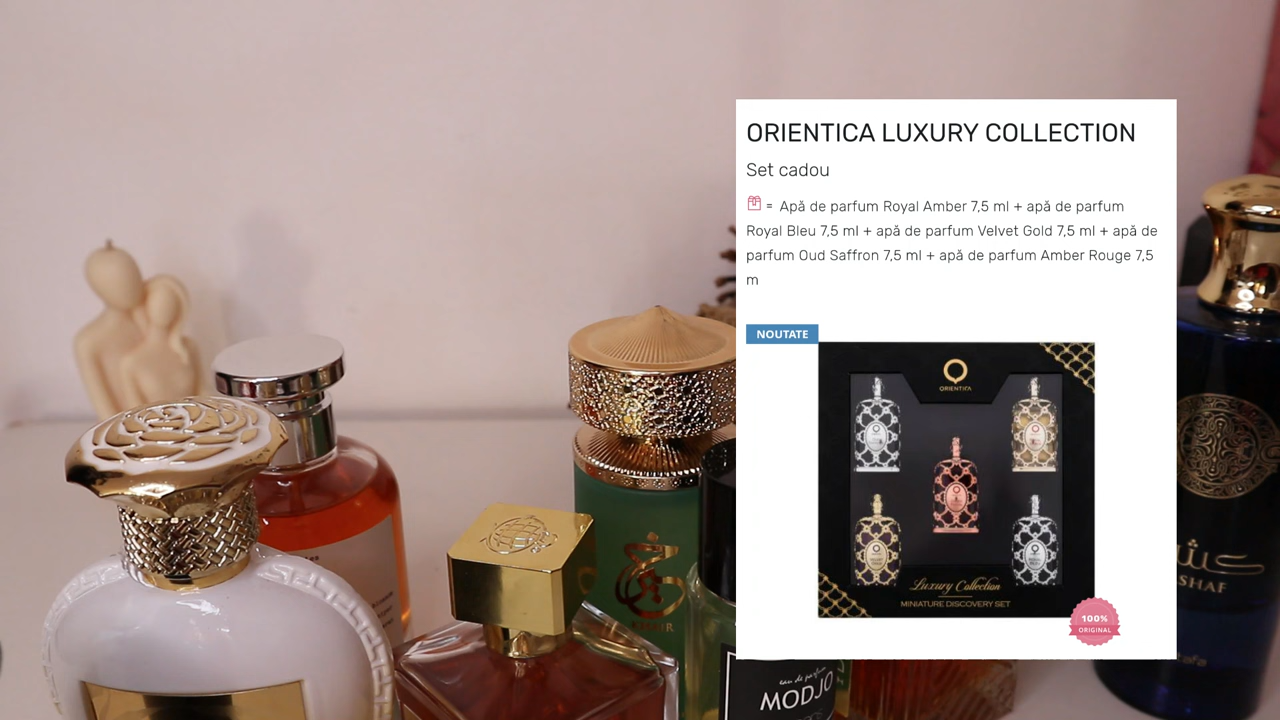 ORIENTICA LUXURY COLLECTION
Set cadou
= Apă de parfum Royal Amber 7,5 ml + apă de parfum
Royal Bleu 7,5 ml + apă de parfum Velvet Gold 7,5 ml + apă de
parfum Oud Saffron 7,5 ml + apă de parfum Amber Rouge 7,5
m
NOUTATE
ORIENTICA
Luxury Collection
MINIATURE DISCOVERY SET
100%
ORIGINAL
eau de parfum
MODJO